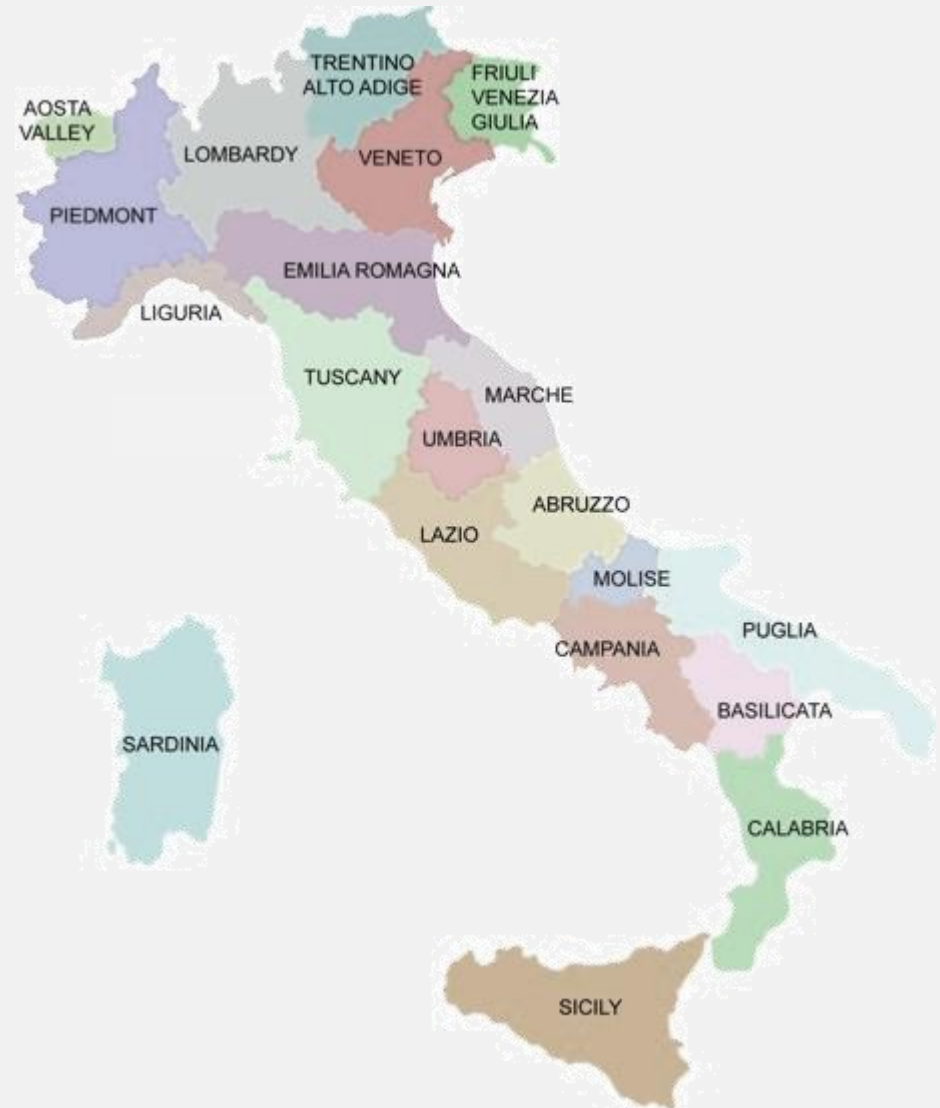 TRENTINO
ALTO ADIGE
FRIULI
VENEZIA
GIULIA
AOSTA
VALLEY
LOMBARDY
VENETO
PIEDMONT
EMILIA ROMAGNA
LIGURIA
TUSCANY
MARCHE
UMBRIA
ABRUZZO
LAZIO
MOLISE
PUGLIA
CAMPANIA
BASILICATA
SARDINIA
CALABRIA
SICILY